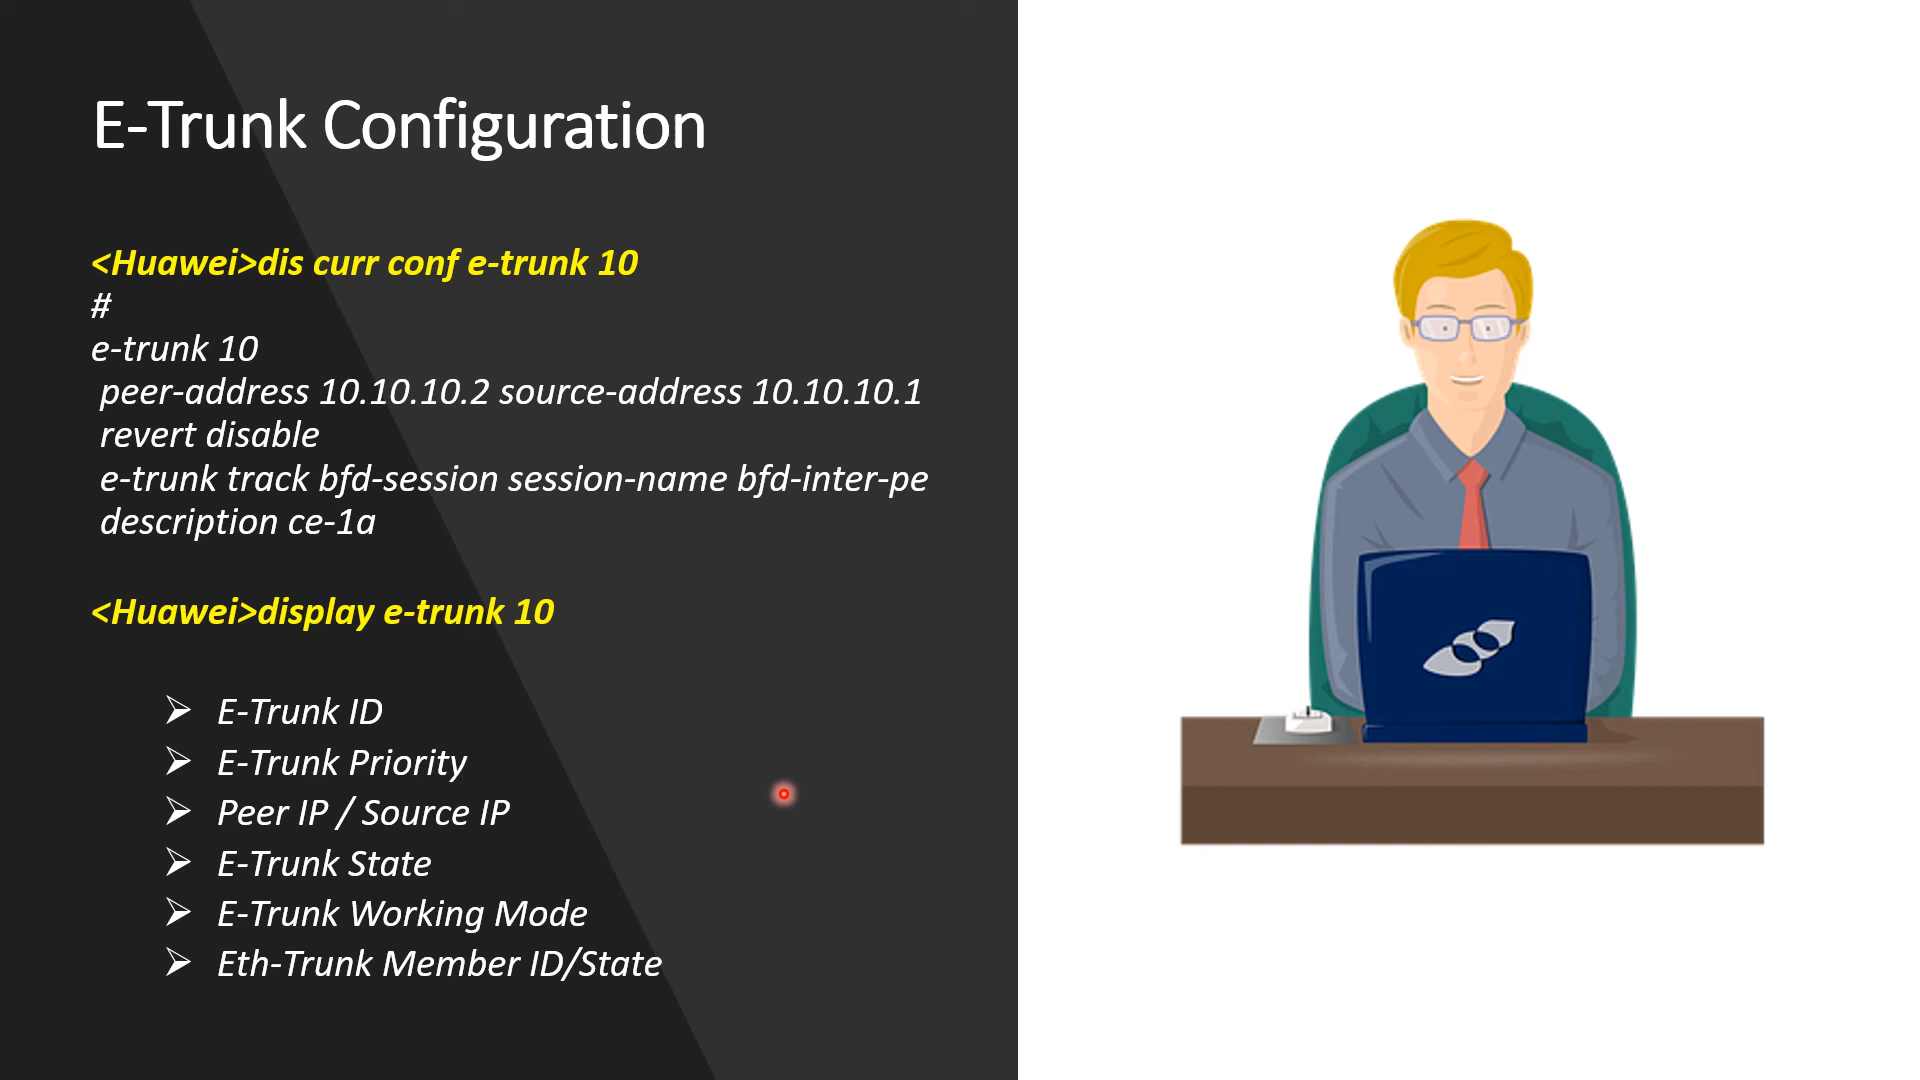 E-Trunk Configuration
<Huawei>dis curr conf e-trunk 10
#
e-trunk 10
peer-address 10.10.10.2 source-address 10.10.10.1
revert disable
e-trunk track bfd-session session-name bfd-inter-pe
description ce-1a
<Huawei>display e-trunk 10
E-Trunk ID
E-Trunk Priority
Peer IP / Source IP
E-Trunk State
E-Trunk Working Mode
Eth-Trunk Member ID/State